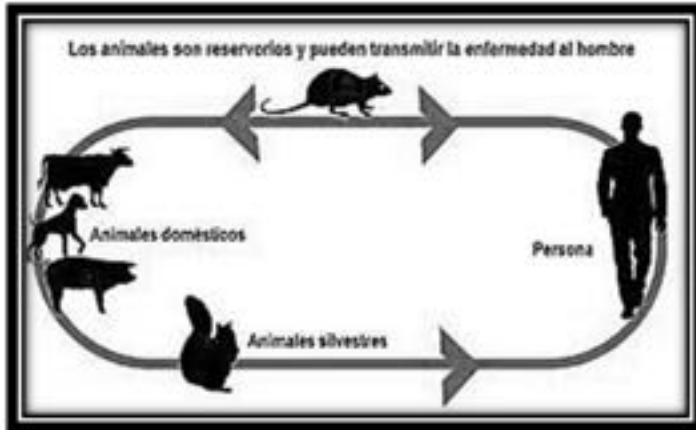 Los animales son reservorios y pueden transmitir la enfermedad al hombre
Animales domésticos
Persona
Animales silvestres